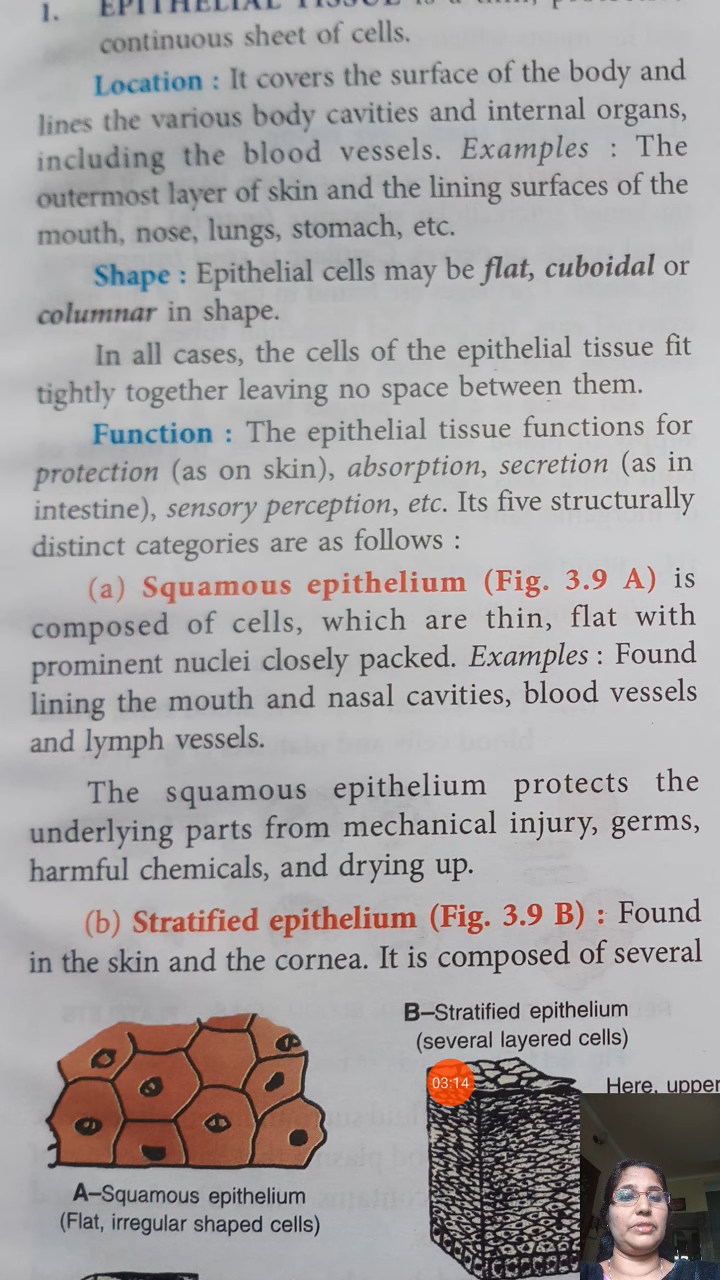 1. EPITHELIAL TISSUE is a thin,
continuous sheet of cells.
Location : It covers the surface of the body and
lines the various body cavities and internal organs,
including the blood vessels. Examples : The
outermost layer of skin and the lining surfaces of the
mouth, nose, lungs, stomach, etc.
Shape : Epithelial cells may be flat, cuboidal or
columnar in shape.
In all cases, the cells of the epithelial tissue fit
tightly together leaving no space between them.
Function : The epithelial tissue functions for
protection (as on skin), absorption, secretion (as in
intestine), sensory perception, etc. Its five structurally
distinct categories are as follows :
(a) Squamous epithelium (Fig. 3.9 A) is
composed of cells, which are thin, flat with
prominent nuclei closely packed. Examples : Found
lining the mouth and nasal cavities, blood vessels
and lymph vessels.
The squamous epithelium protects the
underlying parts from mechanical injury, germs,
harmful chemicals, and drying up.
(b) Stratified epithelium (Fig. 3.9 B) : Found
in the skin and the cornea. It is composed of several
B–Stratified epithelium
(several layered cells)
03:14
Here, upper
A–Squamous epithelium
(Flat, irregular shaped cells)